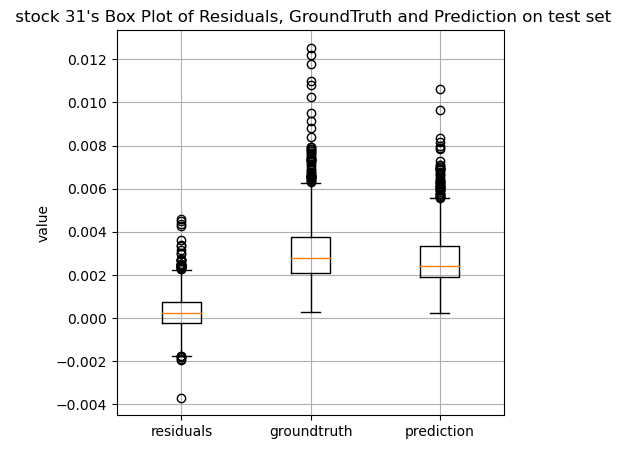 stock 31's Box Plot of Residuals, GroundTruth and Prediction on test set
0.012
0.010
0.008
0.006
0.004
0.002
0.000
−0.002
−0.004
value
residuals
groundtruth
prediction